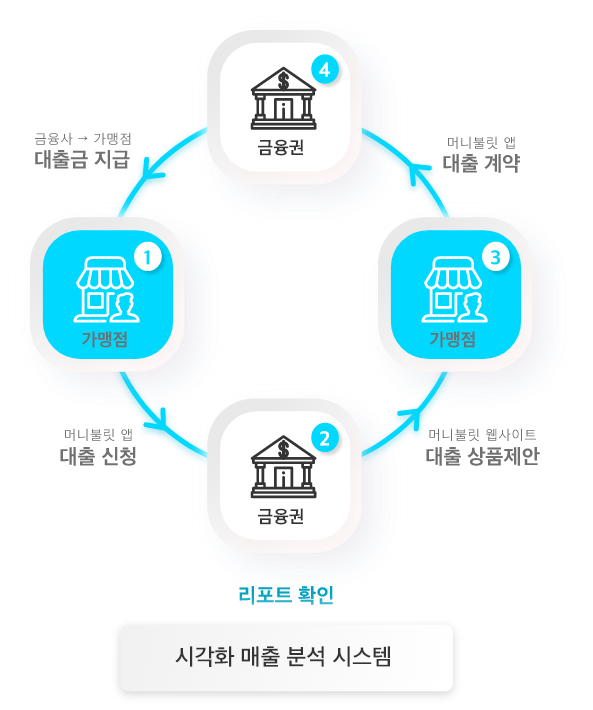 4
금융권
금융사 → 가맹점
대출금 지급
머니불릿 앱
대출 계약
1
가맹점
3
가맹점
머니불릿 앱
대출 신청
2
금융권
머니불릿 웹사이트
대출 상품제안
리포트 확인
시각화 매출 분석 시스템